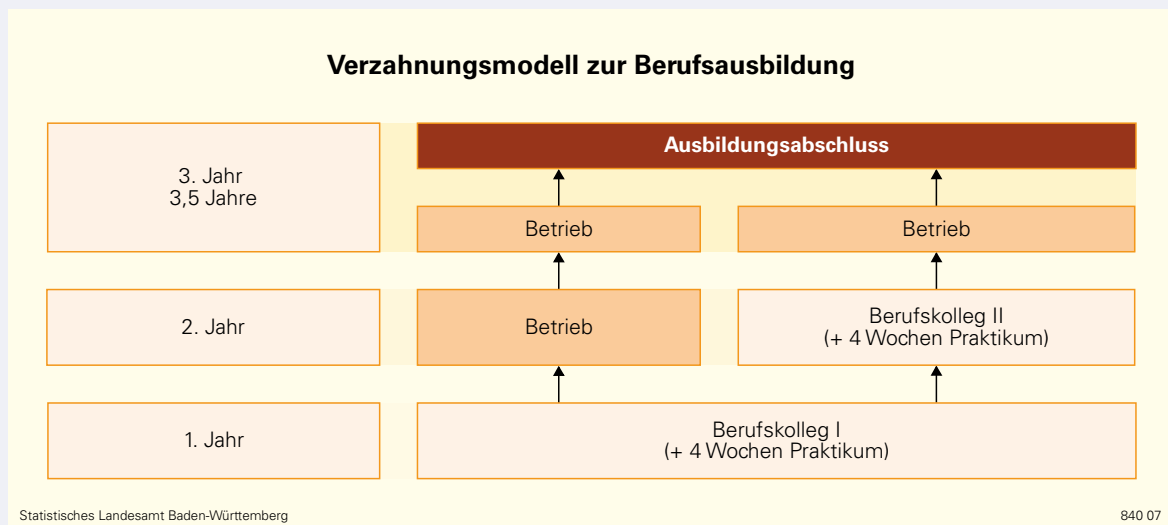 Verzahnungsmodell zur Berufsausbildung
3. Jahr
3,5 Jahre
Ausbildungsabschluss
Betrieb
Betrieb
2. Jahr
Betrieb
Berufskolleg II
(+ 4 Wochen Praktikum)
1. Jahr
Berufskolleg I
(+ 4 Wochen Praktikum)
Statistisches Landesamt Baden-Württemberg
840 07